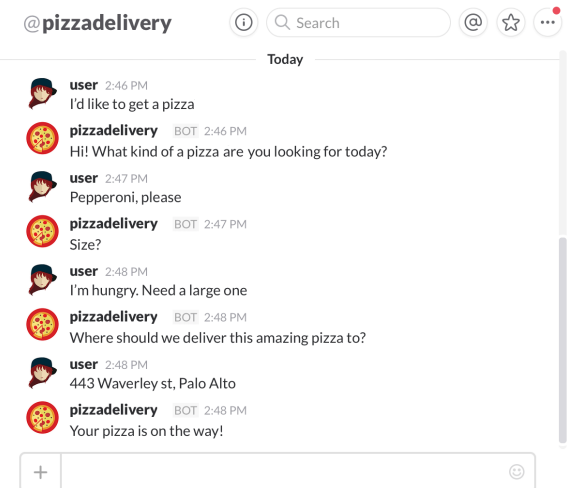 @pizzadelivery
Search
Today
user 2:46 PM
I'd like to get a pizza
pizzadelivery BOT 2:46 PM
Hi! What kind of a pizza are you looking for today?
user 2:47 PM
Pepperoni, please
pizzadelivery BOT 2:47 PM
Size?
user 2:48 PM
I'm hungry. Need a large one
pizzadelivery BOT 2:48 PM
Where should we deliver this amazing pizza to?
user 2:48 PM
443 Waverley st, Palo Alto
pizzadelivery BOT 2:48 PM
Your pizza is on the way!